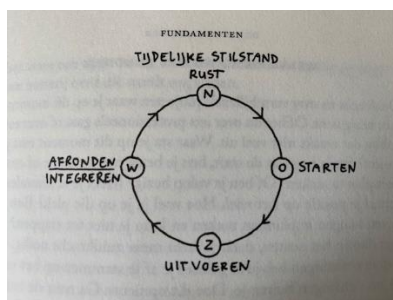 FUNDAMENTEN
TIJDELIJKE STILSTAND
RUST
N
AFRONDEN
INTEGREREN
W
O
STARTEN
Z
UITVOEREN